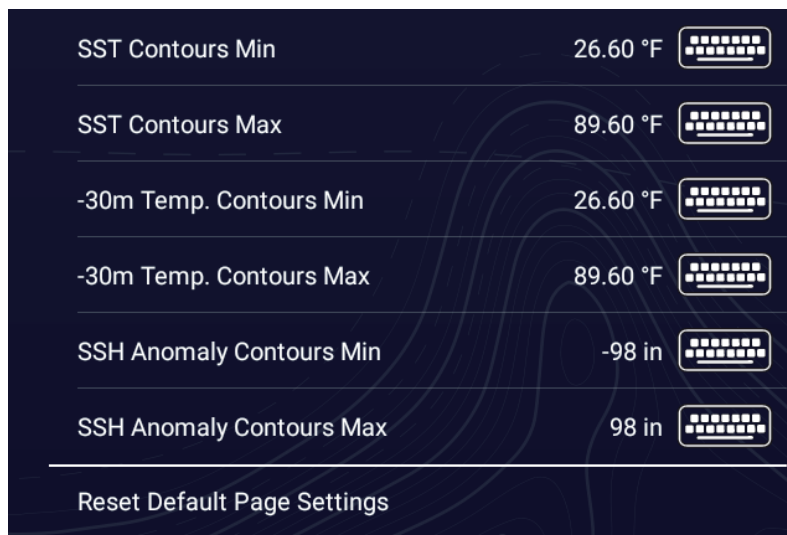 SST Contours Min 26.60 °F
SST Contours Max 89.60 °F
-30m Temp. Contours Min 26.60 °F
-30m Temp. Contours Max 89.60 °F
SSH Anomaly Contours Min -98 in
SSH Anomaly Contours Max 98 in
Reset Default Page Settings